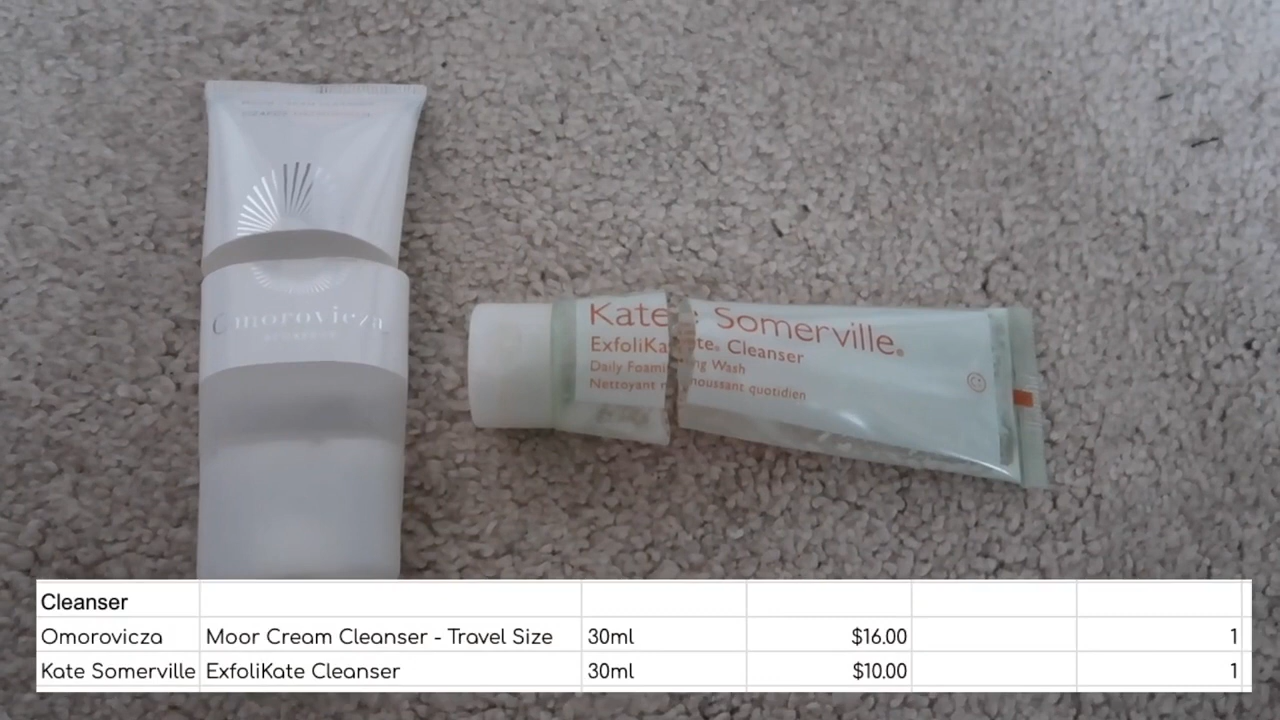 Omorovicza
Kate Somerville®
ExfoliKate® Cleanser
Daily Foaming Wash
Nettoyant moussant quotidien
Cleanser
Omorovicza Moor Cream Cleanser - Travel Size 30ml $16.00 1
Kate Somerville ExfoliKate Cleanser 30ml $10.00 1